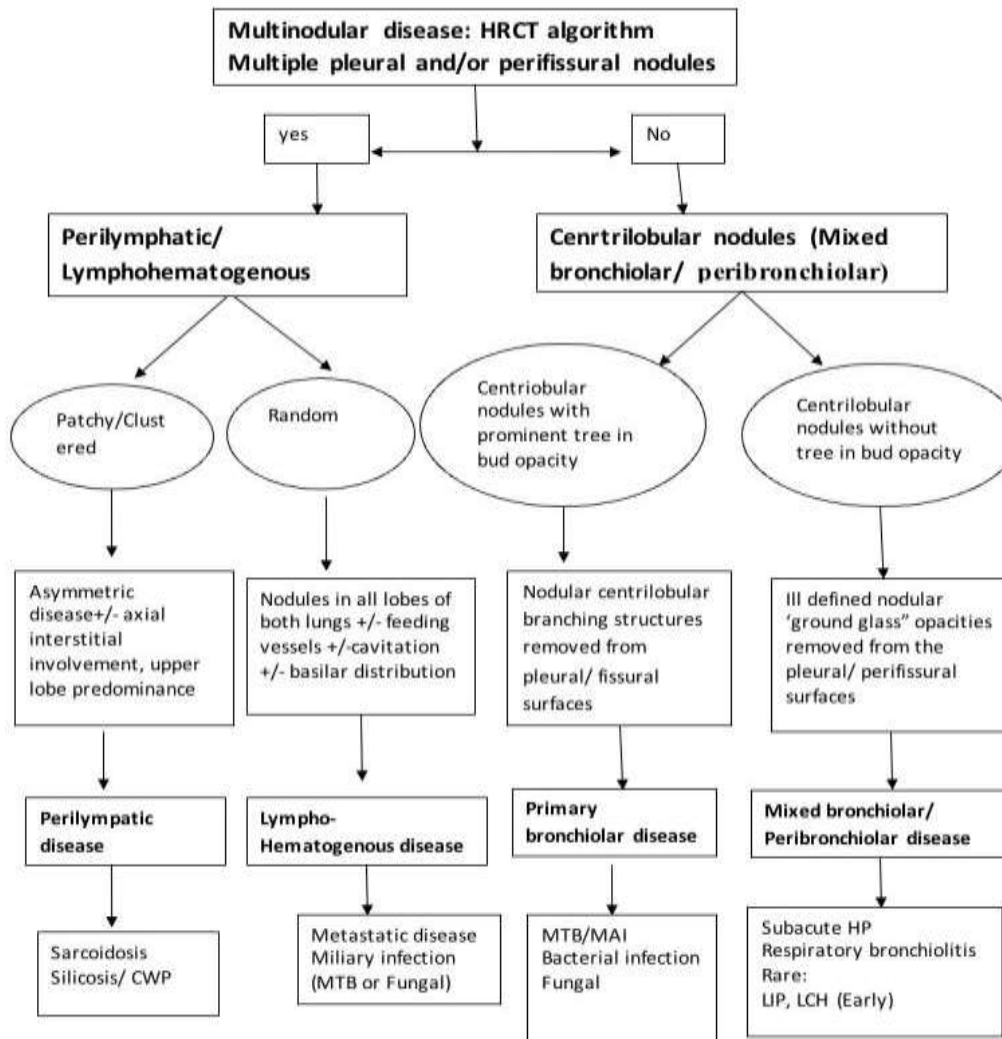 Multinodular disease: HRCT algorithm
Multiple pleural and/or perifissural nodules
yes
No
Perilymphatic/
Lymphohematogenous
Cenrtrilobular nodules (Mixed
bronchiolar/ peribronchiolar)
Patchy/Clust
ered
Random
Centriobular
nodules with
prominent tree in
bud opacity
Centrilobular
nodules without
tree in bud opacity
Asymmetric
disease+/- axial
interstitial
involvement, upper
lobe predominance
Nodules in all lobes of
both lungs +/- feeding
vessels +/-cavitation
+/- basilar distribution
Nodular centrilobular
branching structures
removed from
pleural/ fissural
surfaces
Ill defined nodular
‘ground glass” opacities
removed from the
pleural/ perifissural
surfaces
Perilympatic
disease
Lympho-
Hematogenous disease
Primary
bronchiolar disease
Mixed bronchiolar/
Peribronchiolar disease
Sarcoidosis
Silicosis/ CWP
Metastatic disease
Miliary infection
(MTB or Fungal)
MTB/MAI
Bacterial infection
Fungal
Subacute HP
Respiratory bronchiolitis
Rare:
LIP, LCH (Early)